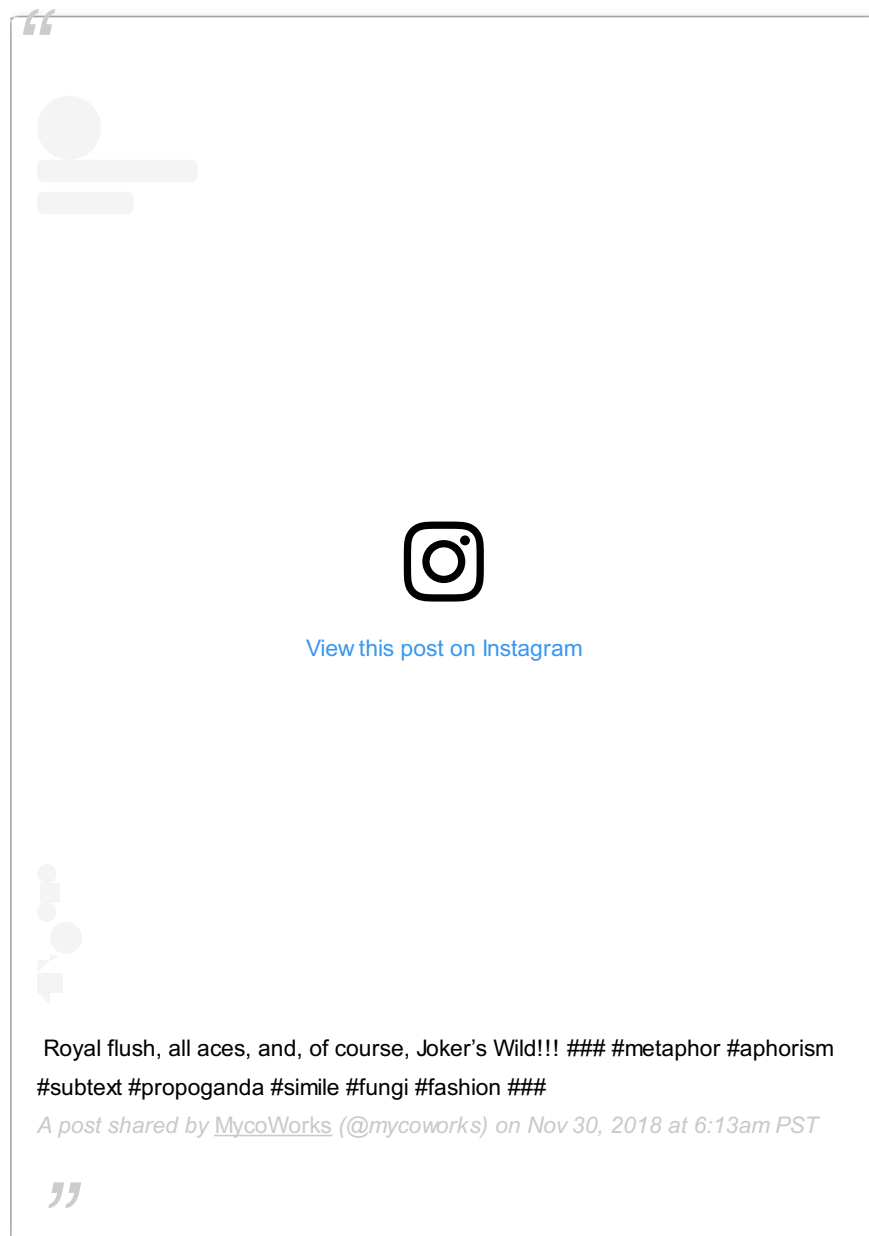 “
View this post on Instagram
Royal flush, all aces, and, of course, Joker’s Wild!!! ### #metaphor #aphorism
#subtext #propoganda #simile #fungi #fashion ###
A post shared by MycoWorks (@mycoworks) on Nov 30, 2018 at 6:13am PST
”